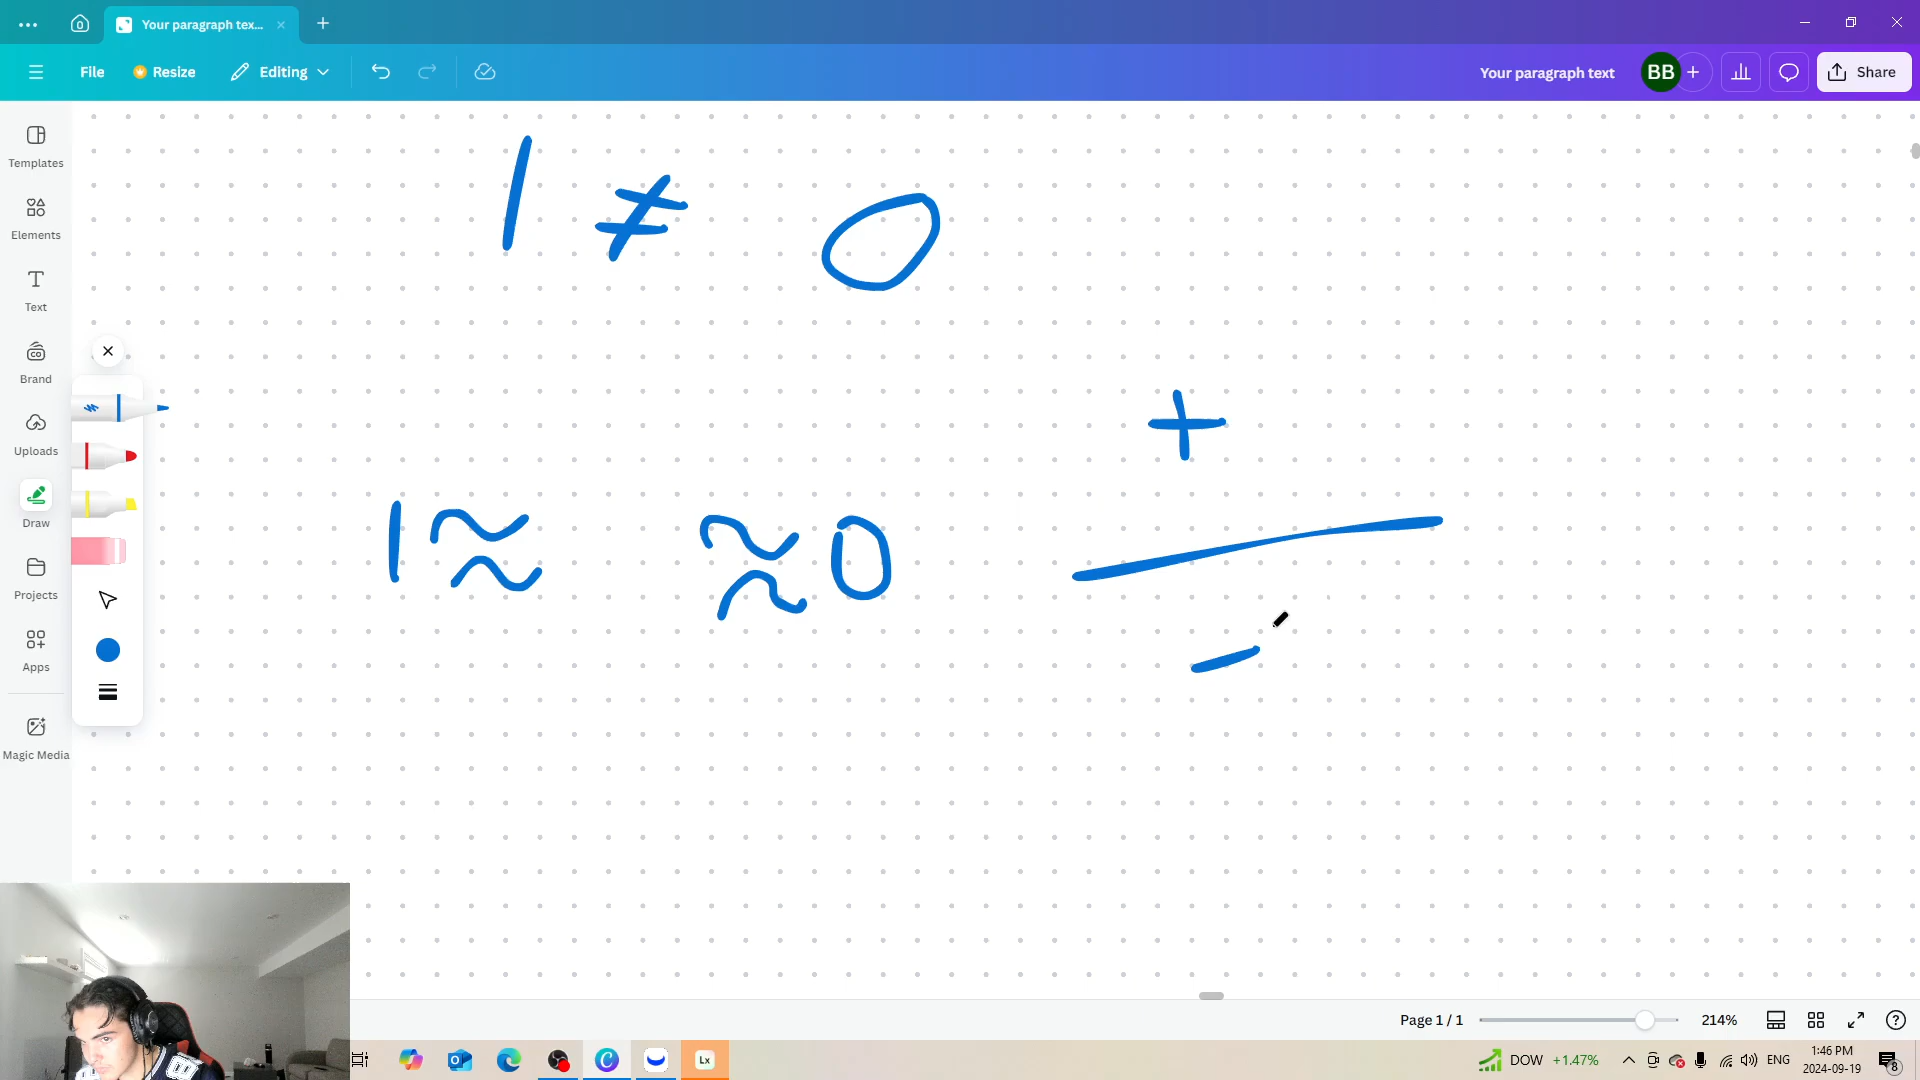 Your paragraph tex...
File
Resize
Editing
Your paragraph text
BB
Share
Templates
Elements
Text
Brand
Uploads
Draw
Projects
Apps
Magic Media
1 ≠ 0
+
1≈ ≈0
—
Page 1 / 1
214%
Lx
DOW +1.47%
ENG
1:46 PM
2024-09-19
8